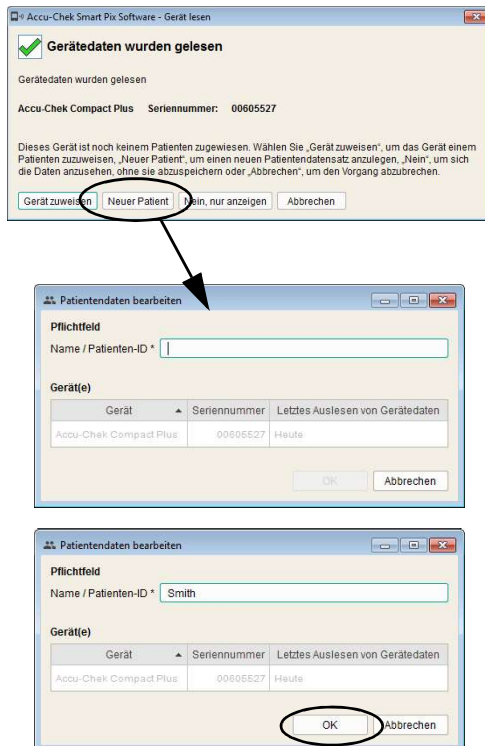 Accu-Chek Smart Pix Software - Gerät lesen
Gerätedaten wurden gelesen
Gerätedaten wurden gelesen
Accu-Chek Compact Plus Seriennummer: 00605527
Dieses Gerät ist noch keinem Patienten zugewiesen. Wählen Sie „Gerät zuweisen“, um das Gerät einem
Patienten zuzuweisen, „Neuer Patient“, um einen neuen Patientendatensatz anzulegen, „Nein“, um sich
die Daten anzusehen, ohne sie abzuspeichern oder „Abbrechen“, um den Vorgang abzubrechen.
Gerät zuweisen Neuer Patient Nein, nur anzeigen Abbrechen
Patientendaten bearbeiten
Pflichtfeld
Name / Patienten-ID *
Gerät(e)
Gerät Seriennummer Letztes Auslesen von Gerätedaten
Accu-Chek Compact Plus 00605527 Heute
OK Abbrechen
Patientendaten bearbeiten
Pflichtfeld
Name / Patienten-ID * Smith
Gerät(e)
Gerät Seriennummer Letztes Auslesen von Gerätedaten
Accu-Chek Compact Plus 00605527 Heute
OK Abbrechen